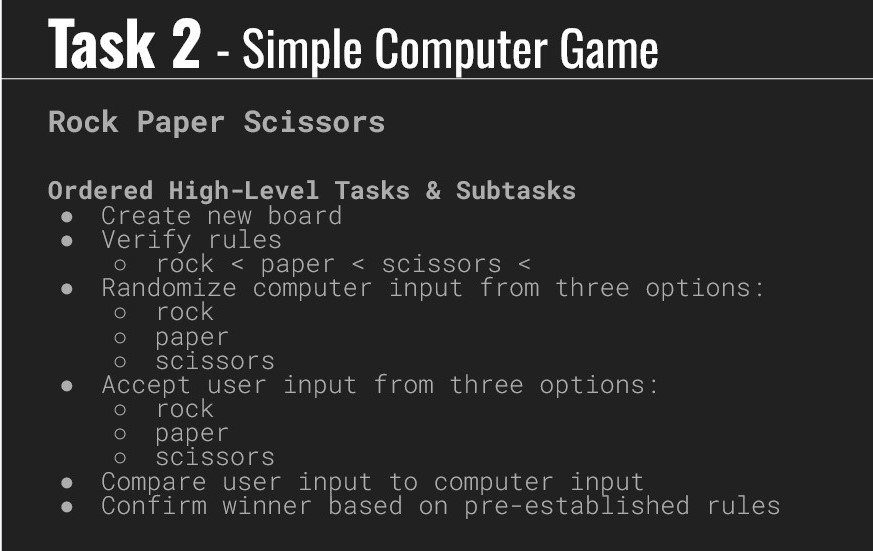 Task 2 - Simple Computer Game
Rock Paper Scissors
Ordered High-Level Tasks & Subtasks
● Create new board
● Verify rules
○ rock < paper < scissors <
● Randomize computer input from three options:
○ rock
○ paper
○ scissors
● Accept user input from three options:
○ rock
○ paper
○ scissors
● Compare user input to computer input
● Confirm winner based on pre-established rules